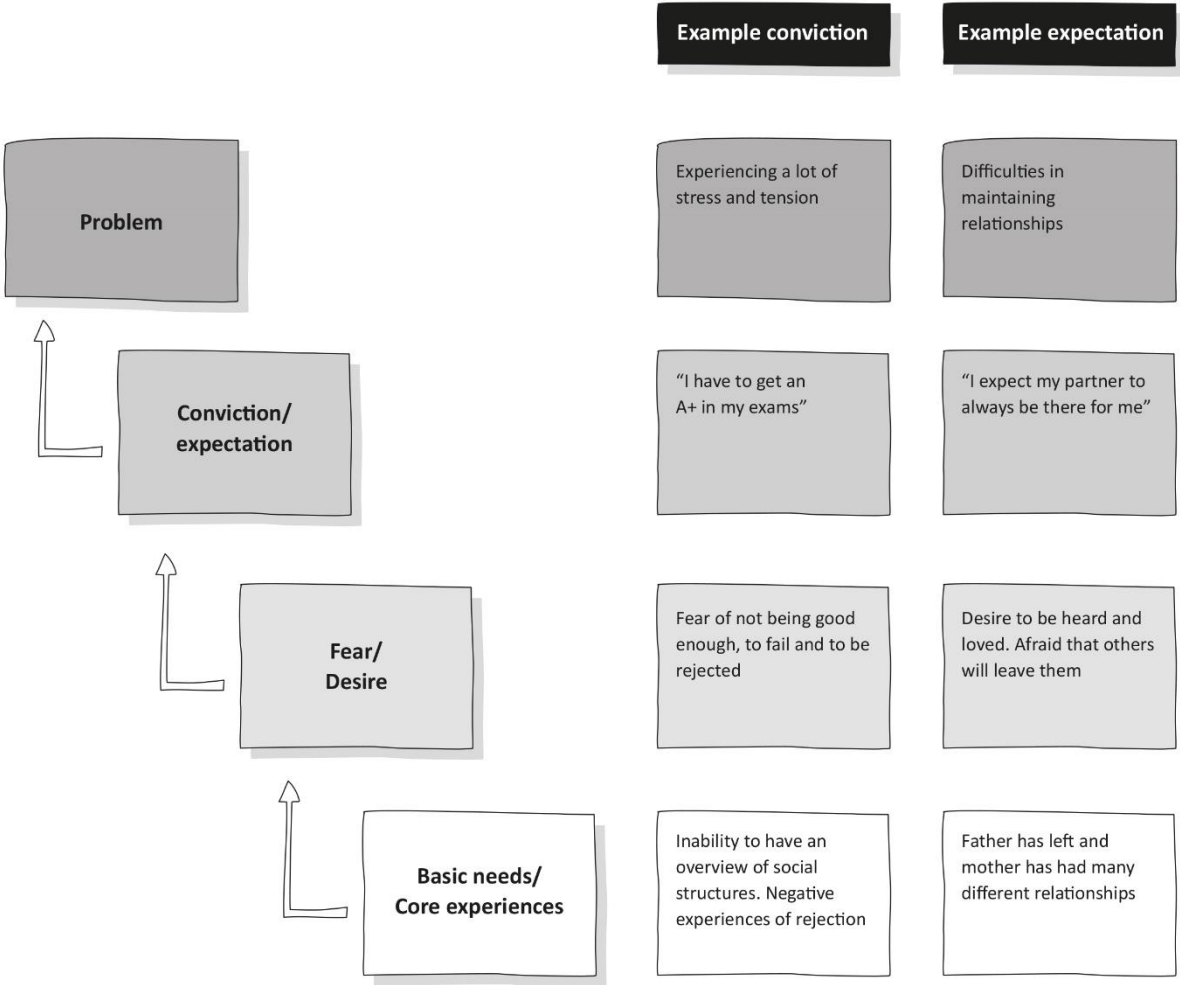 Example conviction
Example expectation
Problem
Experiencing a lot of
stress and tension
Difficulties in
maintaining
relationships
Conviction/
expectation
“I have to get an
A+ in my exams”
“I expect my partner to
always be there for me”
Fear/
Desire
Fear of not being good
enough, to fail and to be
rejected
Desire to be heard and
loved. Afraid that others
will leave them
Basic needs/
Core experiences
Inability to have an
overview of social
structures. Negative
experiences of rejection
Father has left and
mother has had many
different relationships